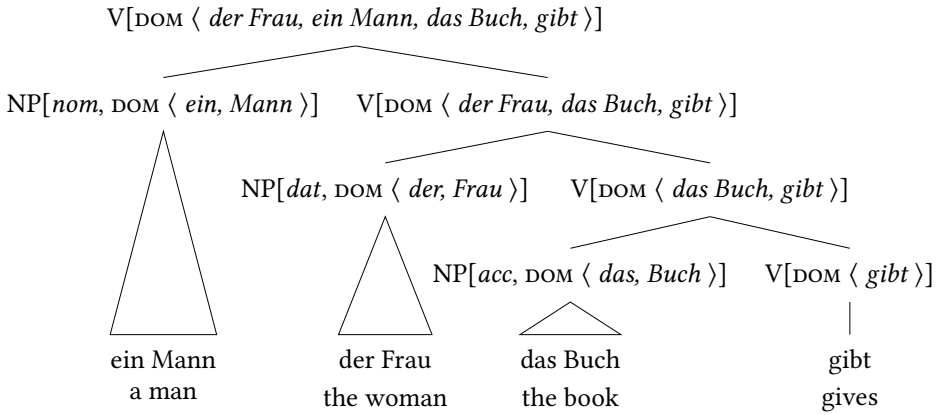 V[DOM ⟨ der Frau, ein Mann, das Buch, gibt ⟩]
NP[nom, DOM ⟨ ein, Mann ⟩] V[DOM ⟨ der Frau, das Buch, gibt ⟩]
NP[dat, DOM ⟨ der, Frau ⟩] V[DOM ⟨ das Buch, gibt ⟩]
NP[acc, DOM ⟨ das, Buch ⟩] V[DOM ⟨ gibt ⟩]
ein Mann der Frau das Buch gibt
a man the woman the book gives